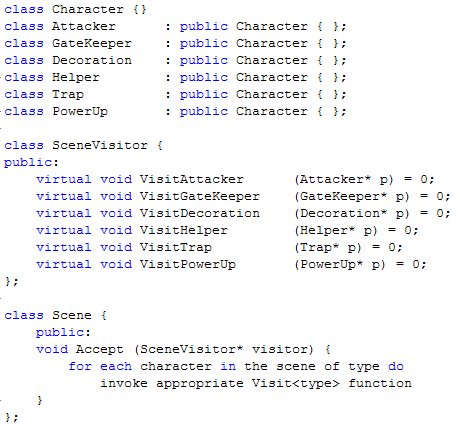 class Character {}
class Attacker : public Character { };
class GateKeeper : public Character { };
class Decoration : public Character { };
class Helper : public Character { };
class Trap : public Character { };
class PowerUp : public Character { };
class SceneVisitor {
public:
virtual void VisitAttacker (Attacker* p) = 0;
virtual void VisitGateKeeper (GateKeeper* p) = 0;
virtual void VisitDecoration (Decoration* p) = 0;
virtual void VisitHelper (Helper* p) = 0;
virtual void VisitTrap (Trap* p) = 0;
virtual void VisitPowerUp (PowerUp* p) = 0;
};
class Scene {
public:
void Accept (SceneVisitor* visitor) {
for each character in the scene of type do
invoke appropriate Visit<type> function
}
};